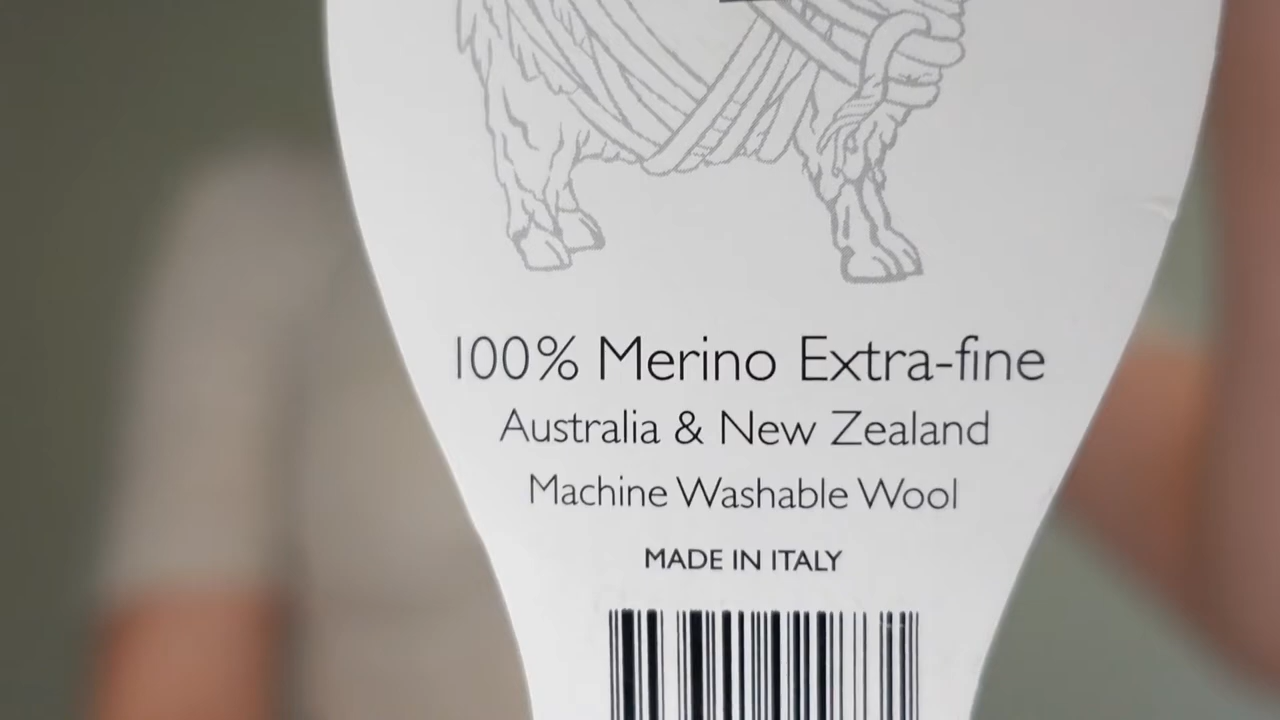 100% Merino Extra-fine
Australia & New Zealand
Machine Washable Wool
MADE IN ITALY